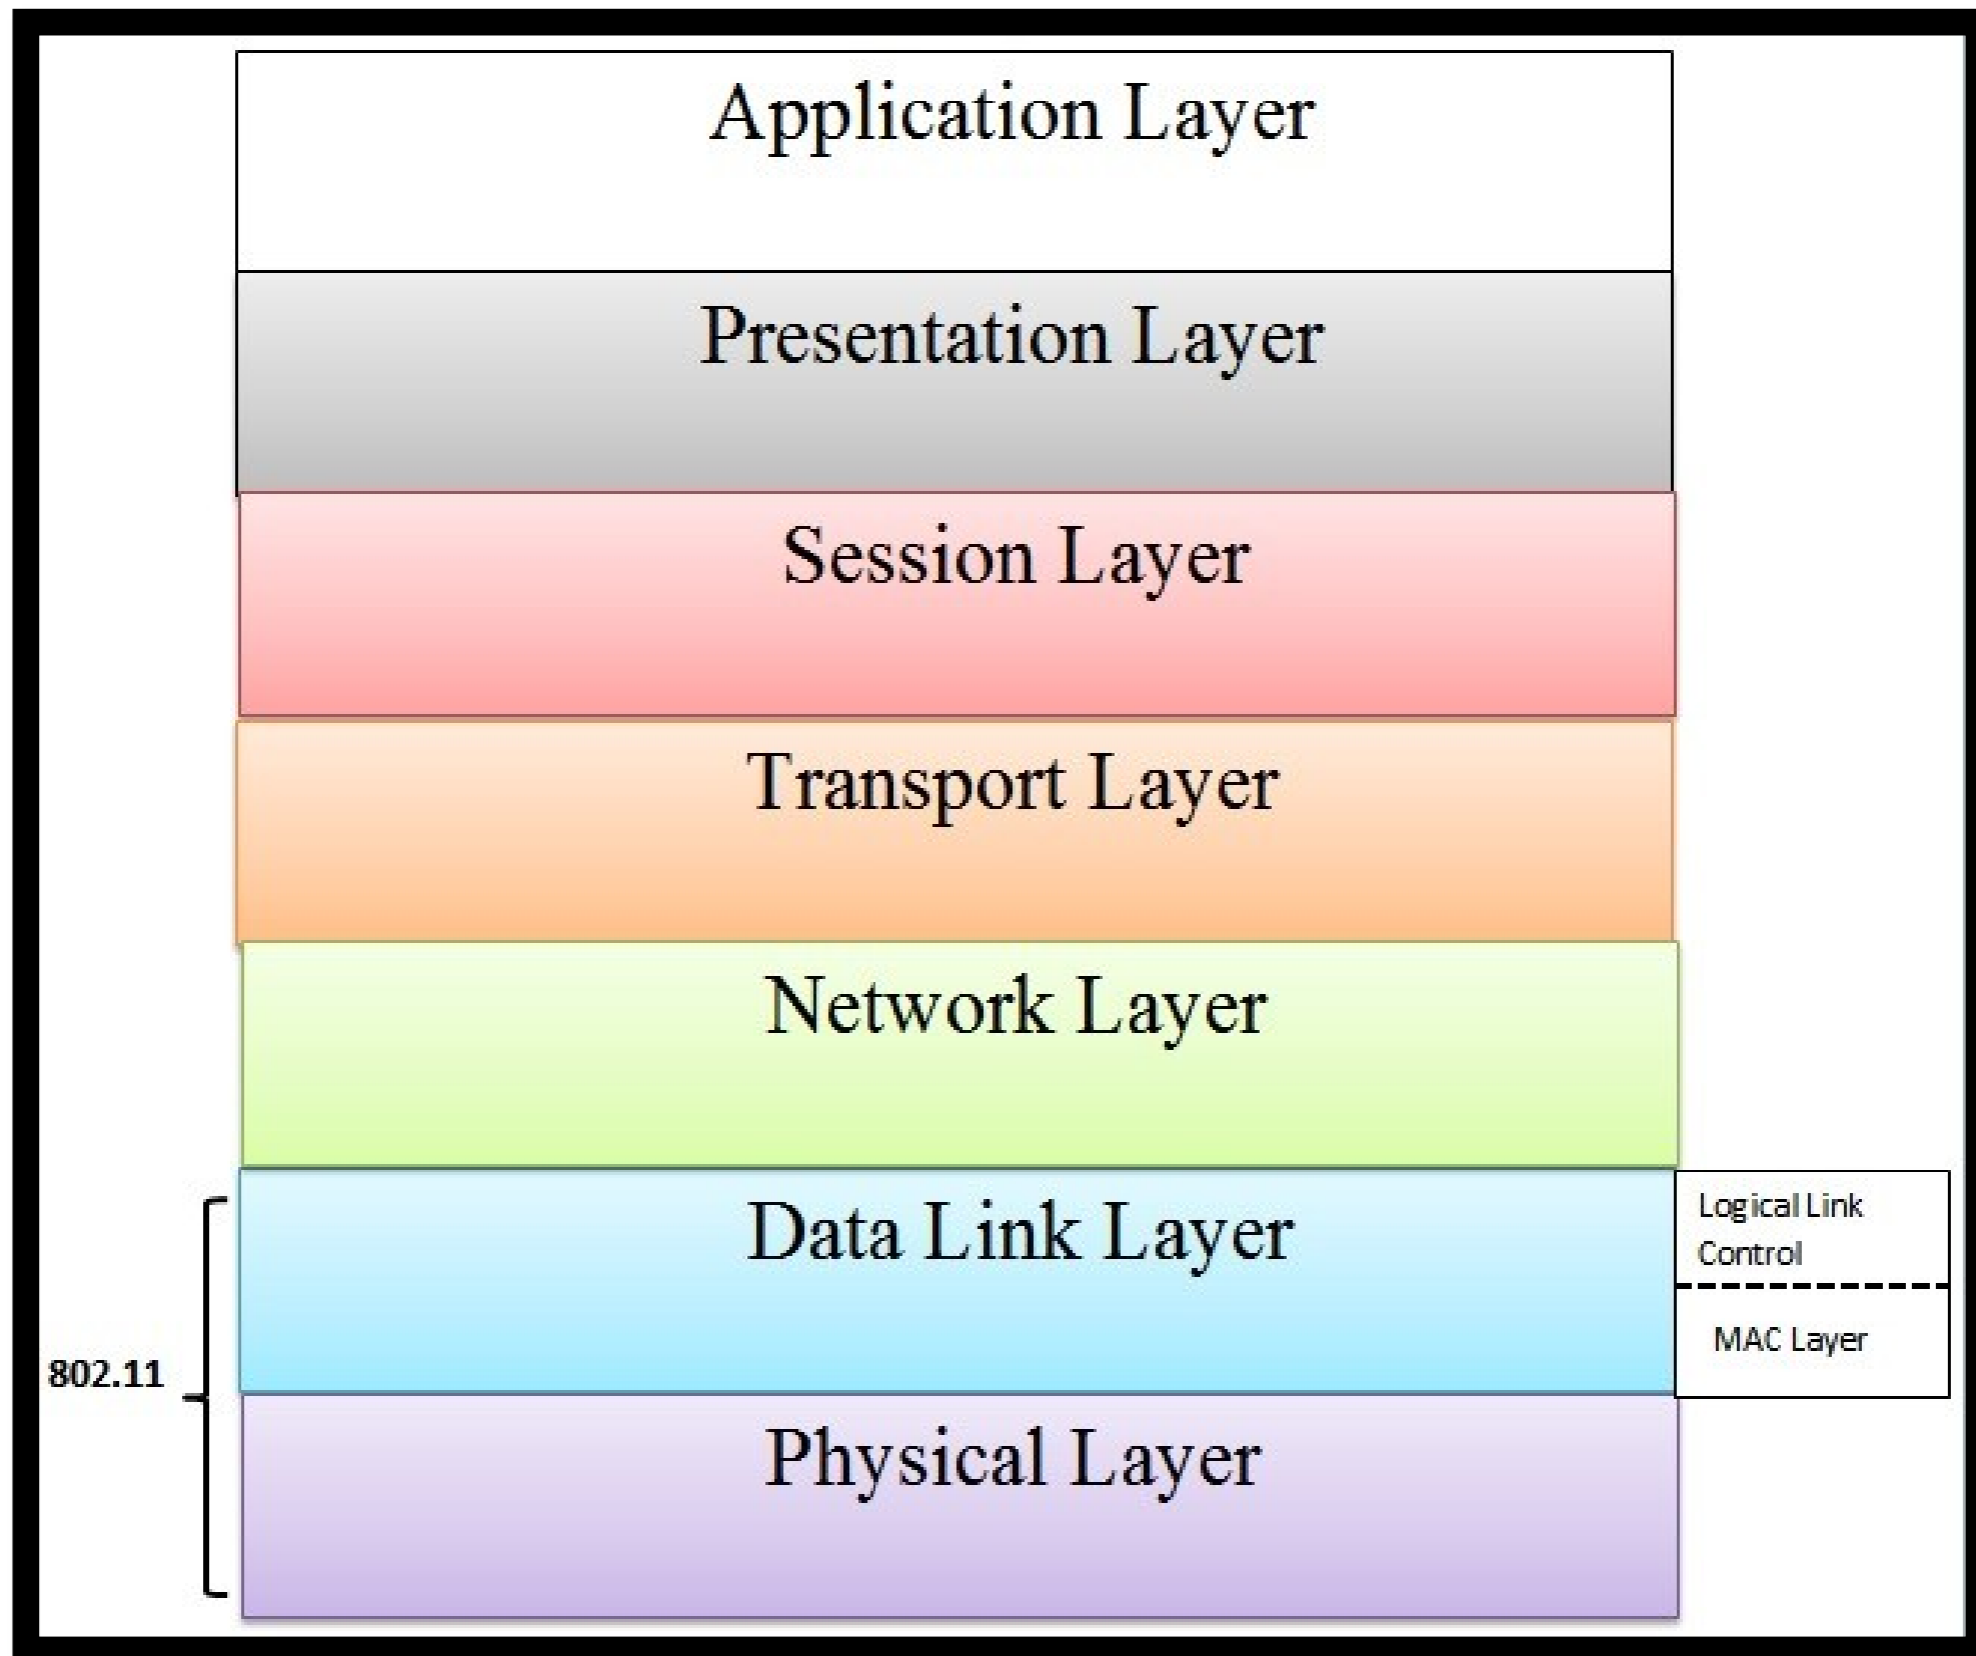 Application Layer
Presentation Layer
Session Layer
Transport Layer
Network Layer
Data Link Layer
Logical Link
Control
MAC Layer
802.11
Physical Layer